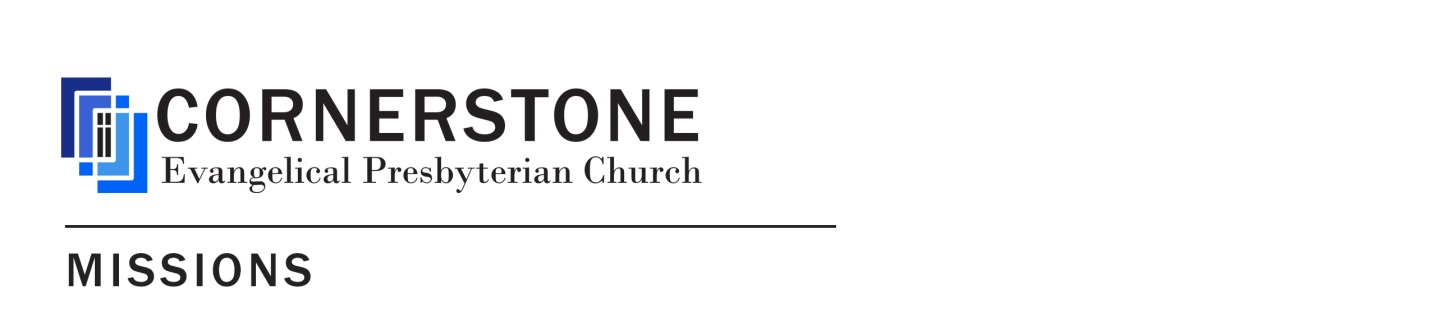 CORNERSTONE
Evangelical Presbyterian Church
MISSIONS